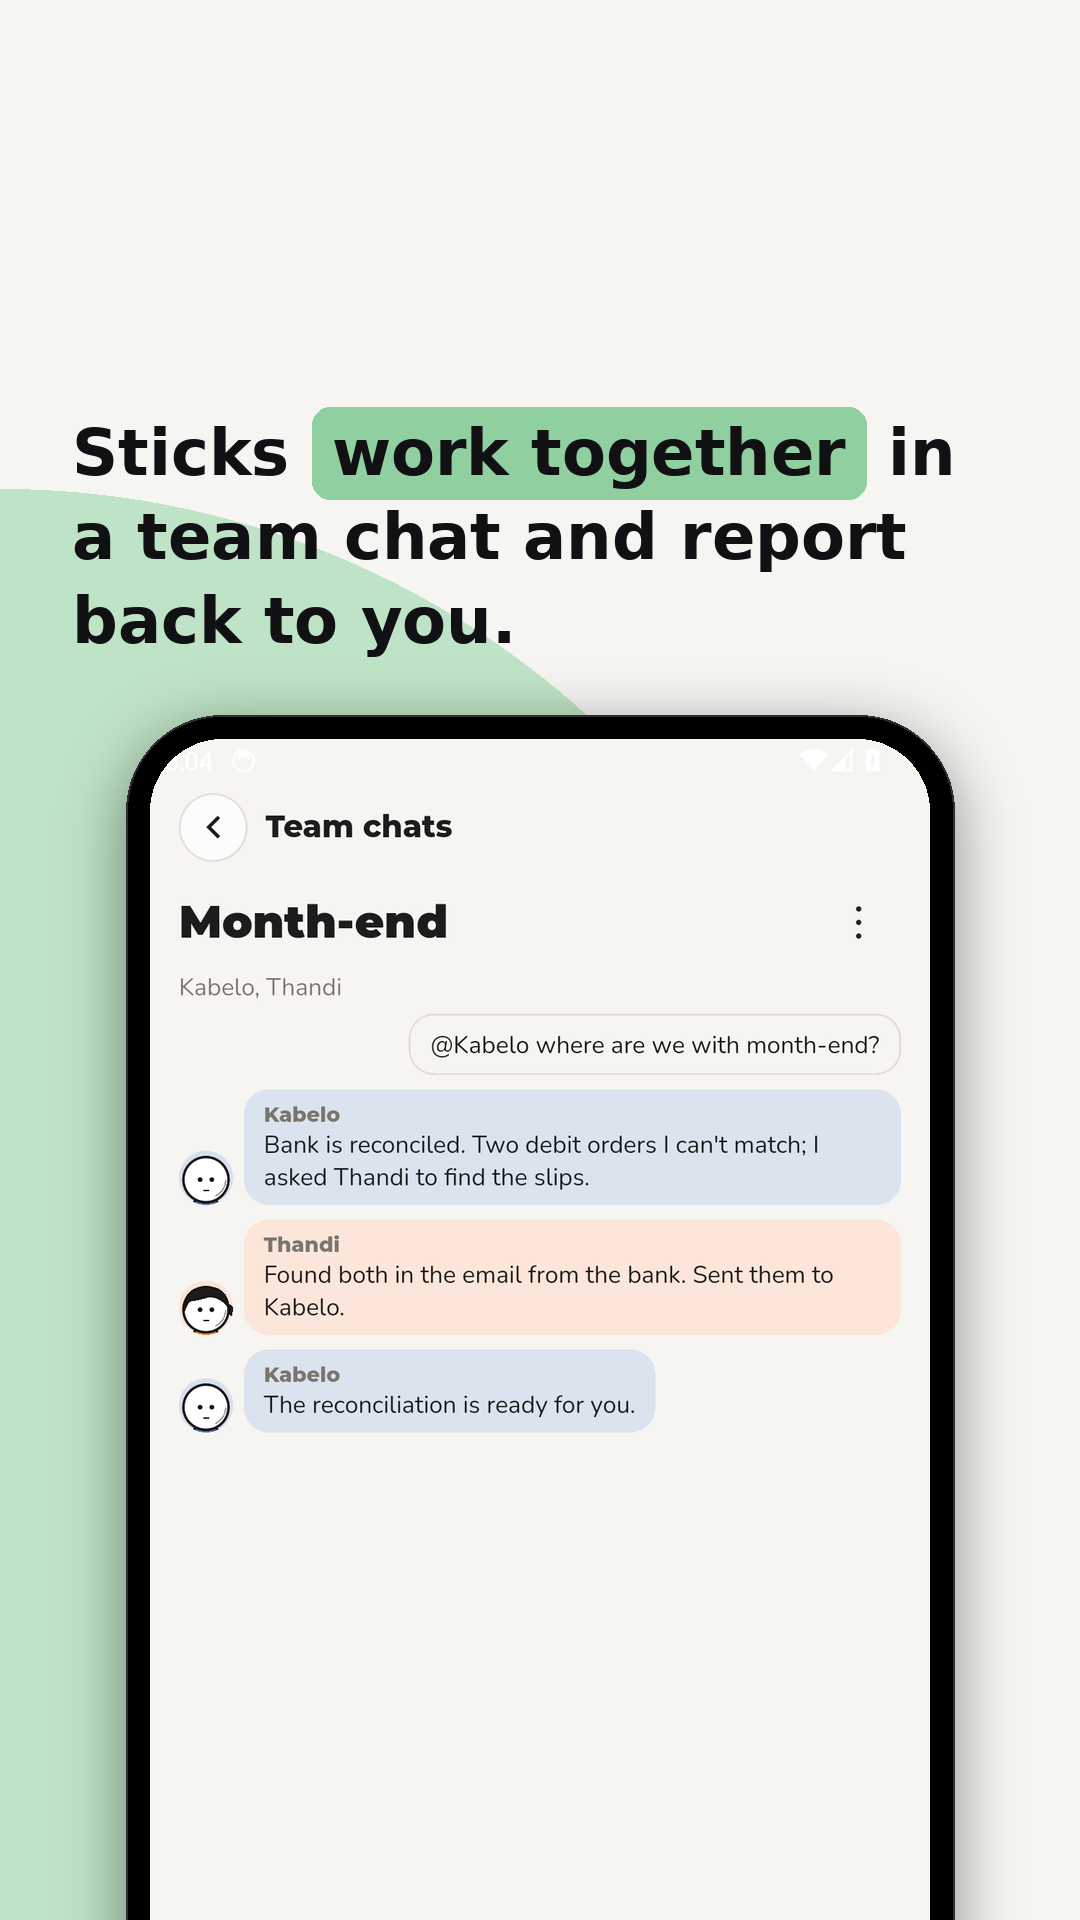 Sticks work together in
a team chat and report
back to you.
Team chats
Month-end
Kabelo, Thandi
@Kabelo where are we with month-end?
Kabelo
Bank is reconciled. Two debit orders I can't match; I
asked Thandi to find the slips.
Thandi
Found both in the email from the bank. Sent them to
Kabelo.
Kabelo
The reconciliation is ready for you.